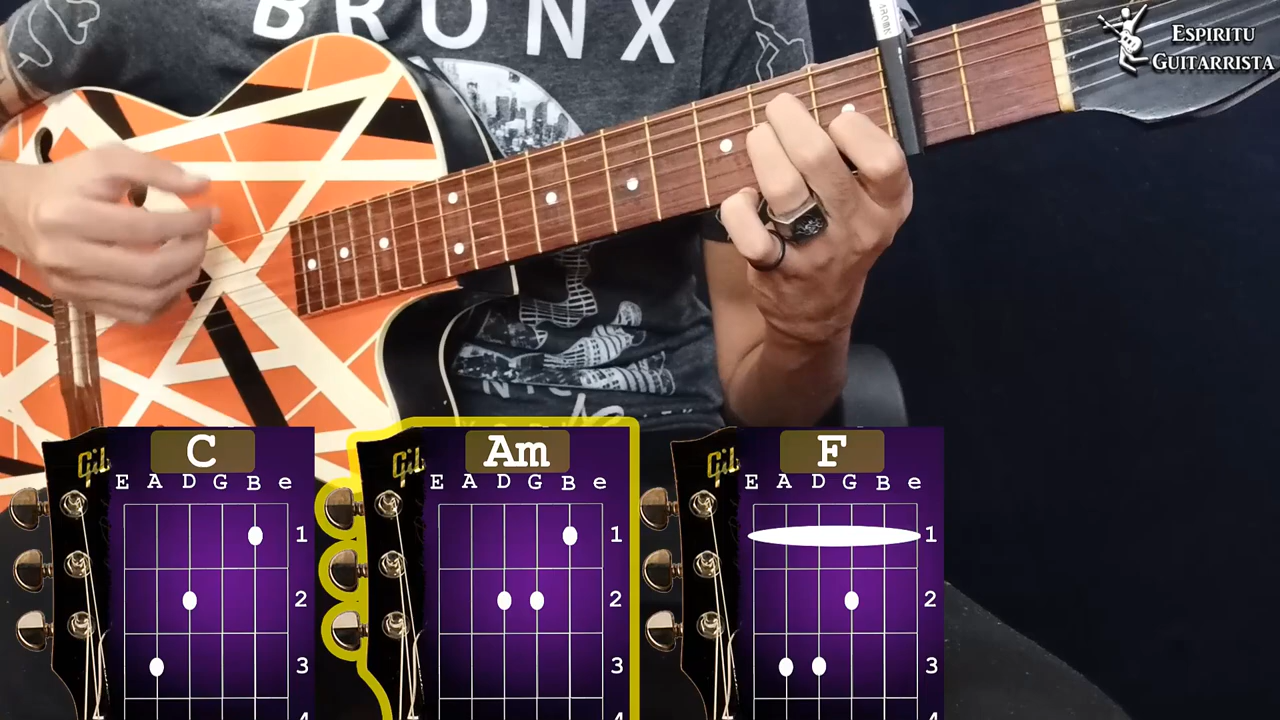 BRONX
ESPIRITU
GUITARRISTA
C Am F
E A D G B e E A D G B e E A D G B e
1 1 1
2 2 2
3 3 3